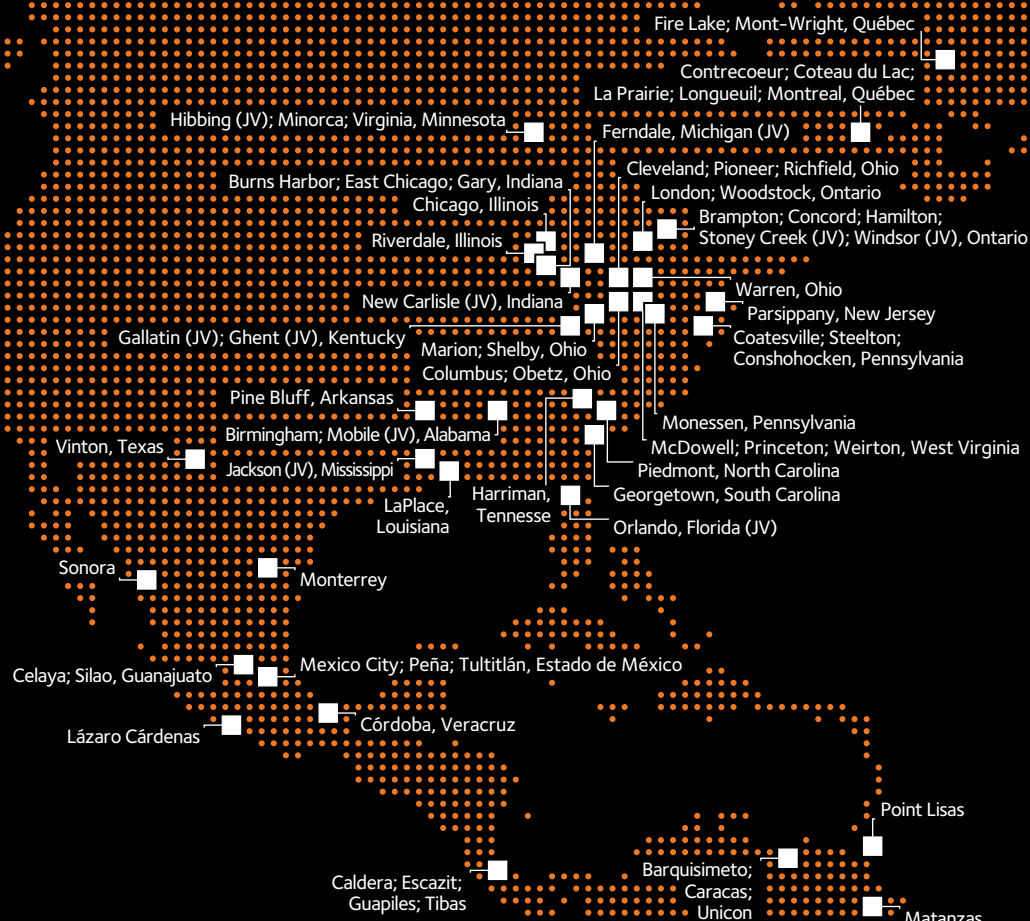 Fire Lake; Mont-Wright, Québec
Contrecoeur; Coteau du Lac;
La Prairie; Longueuil; Montreal, Québec
Hibbing (JV); Minorca; Virginia, Minnesota
Ferndale, Michigan (JV)
Cleveland; Pioneer; Richfield, Ohio
Burns Harbor; East Chicago; Gary, Indiana
London; Woodstock, Ontario
Chicago, Illinois
Brampton; Concord; Hamilton;
Stoney Creek (JV); Windsor (JV), Ontario
Riverdale, Illinois
Warren, Ohio
New Carlisle (JV), Indiana
Parsippany, New Jersey
Gallatin (JV); Ghent (JV), Kentucky
Coatesville; Steelton;
Conshohocken, Pennsylvania
Marion; Shelby, Ohio
Columbus; Obetz, Ohio
Pine Bluff, Arkansas
Monessen, Pennsylvania
Birmingham; Mobile (JV), Alabama
McDowell; Princeton; Weirton, West Virginia
Vinton, Texas
Jackson (JV), Mississippi
Piedmont, North Carolina
Harriman,
Tennesse
Georgetown, South Carolina
LaPlace,
Louisiana
Orlando, Florida (JV)
Sonora
Monterrey
Celaya; Silao, Guanajuato
Mexico City; Peña; Tultitlán, Estado de México
Lázaro Cárdenas
Córdoba, Veracruz
Point Lisas
Caldera; Escazit;
Guapiles; Tibas
Barquisimeto;
Caracas;
Unicon
Matanzas